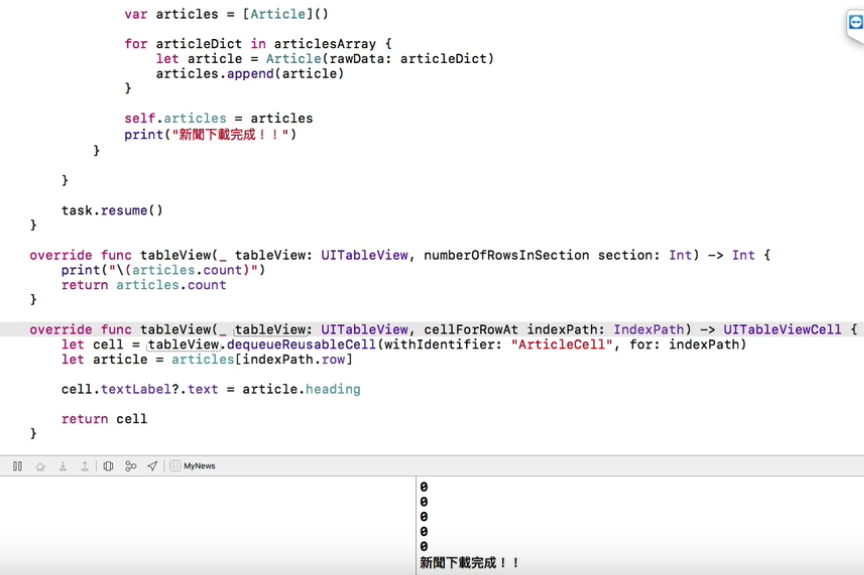 var articles = [Article]()
for articleDict in articlesArray {
let article = Article(rawData: articleDict)
articles.append(article)
}
self.articles = articles
print("新聞下載完成！！")
}
}
task.resume()
}
override func tableView(_ tableView: UITableView, numberOfRowsInSection section: Int) -> Int {
print("\(articles.count)")
return articles.count
}
override func tableView(_ tableView: UITableView, cellForRowAt indexPath: IndexPath) -> UITableViewCell {
let cell = tableView.dequeueReusableCell(withIdentifier: "ArticleCell", for: indexPath)
let article = articles[indexPath.row]
cell.textLabel?.text = article.heading
return cell
}
MyNews
0
0
0
0
0
新聞下載完成！！